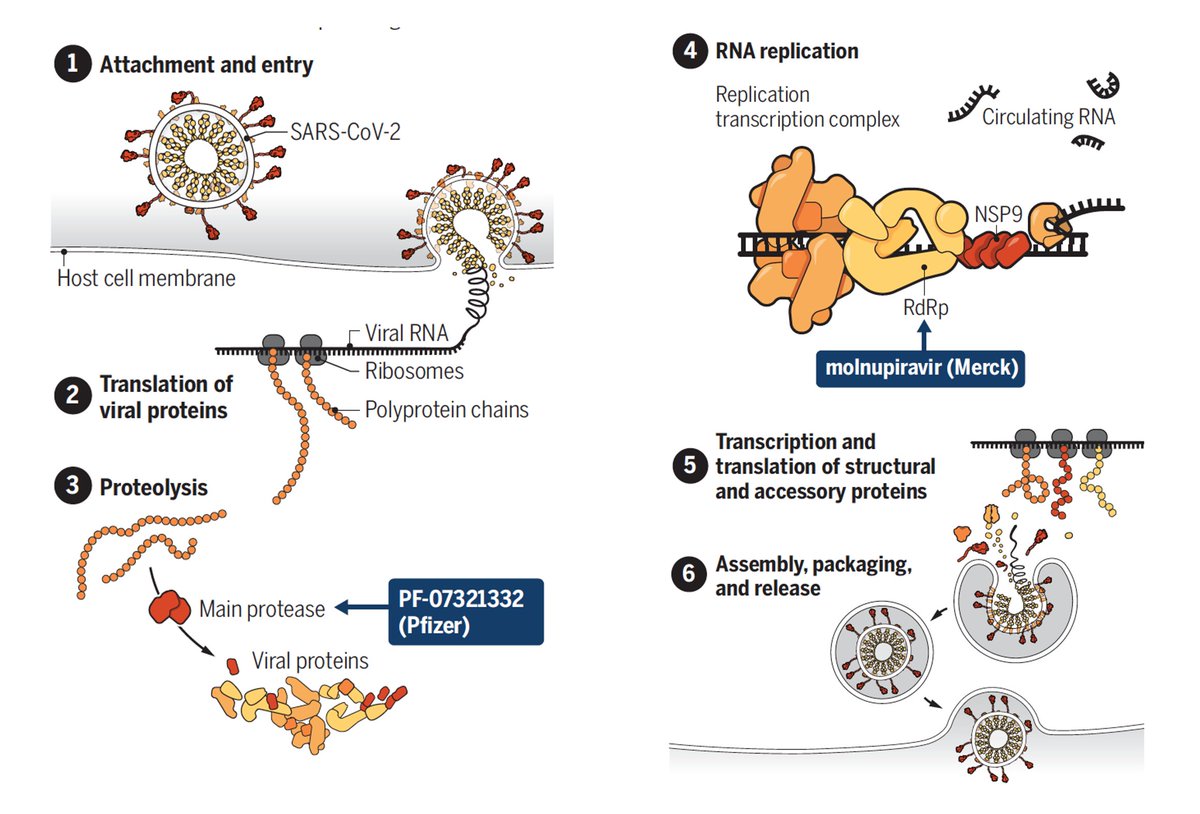 1 Attachment and entry
SARS-CoV-2
Host cell membrane
Viral RNA
Ribosomes
Polyprotein chains
2 Translation of
viral proteins
3 Proteolysis
Main protease
PF-07321332
(Pfizer)
Viral proteins
4 RNA replication
Replication
transcription complex
Circulating RNA
NSP9
RdRp
molnupiravir (Merck)
5 Transcription and
translation of structural
and accessory proteins
6 Assembly, packaging,
and release